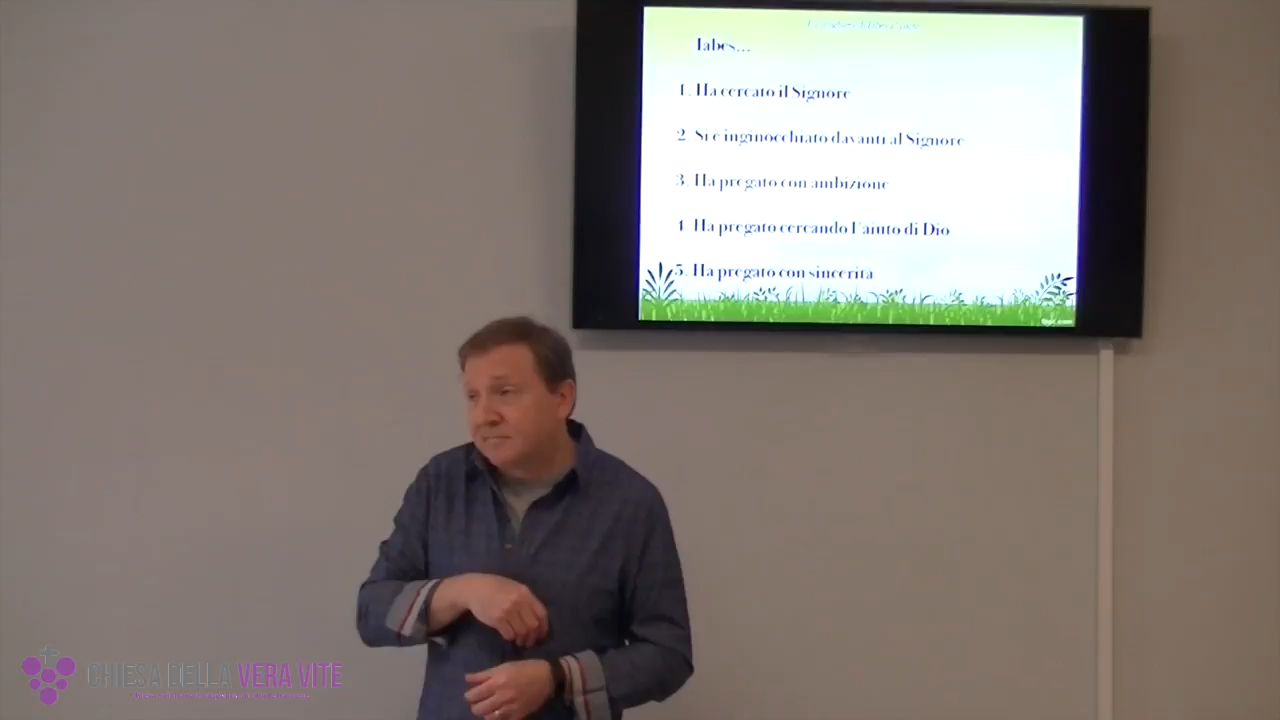 Iabes...
1. Ha cercato il Signore
2. Si è inginocchiato davanti al Signore
3. Ha pregato con ambizione
4. Ha pregato cercando l'aiuto di Dio
5. Ha pregato con sincerità
CHIESA DELLA VERA VITE